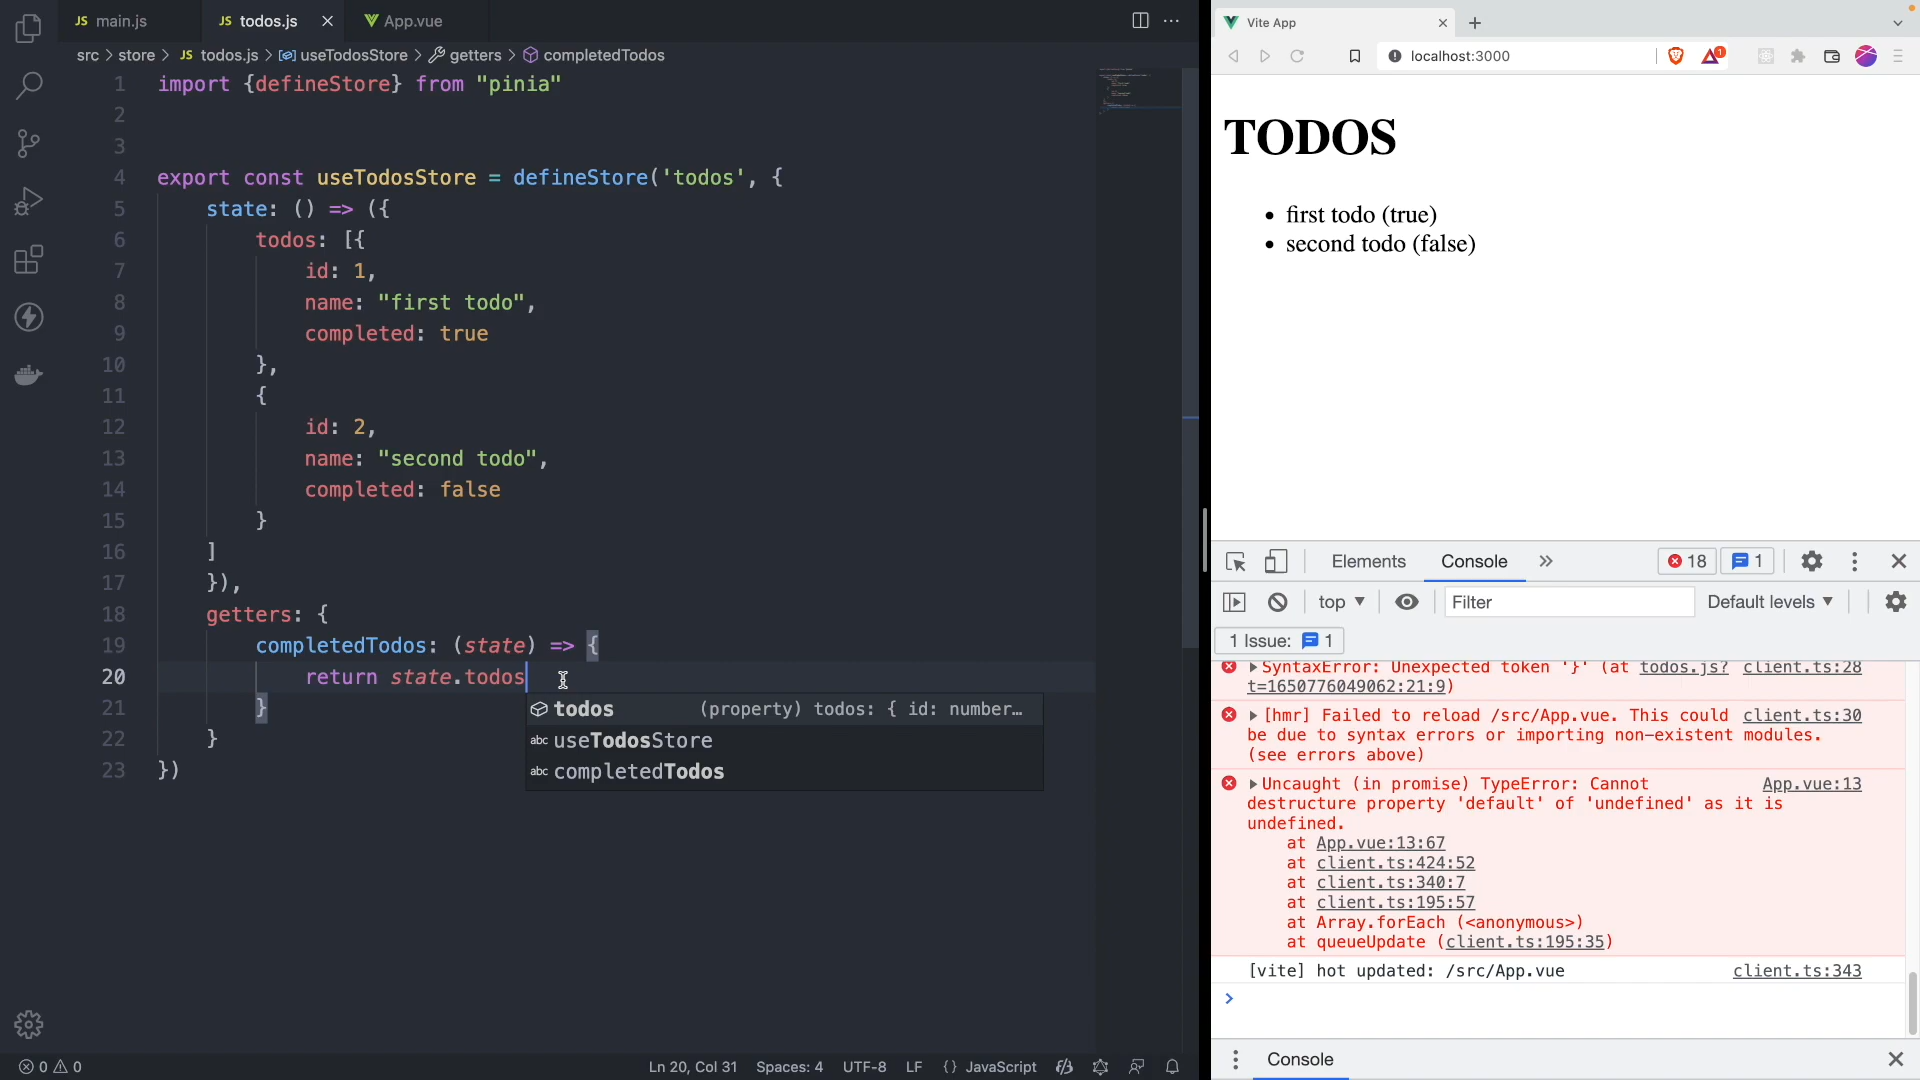 JS main.js
JS todos.js
App.vue
src > store > JS todos.js > useTodosStore > getters > completedTodos
1 import {defineStore} from "pinia"
2
3
4 export const useTodosStore = defineStore('todos', {
5 state: () => ({
6 todos: [{
7 id: 1,
8 name: "first todo",
9 completed: true
10 },
11 {
12 id: 2,
13 name: "second todo",
14 completed: false
15 }
16 ]
17 }),
18 getters: {
19 completedTodos: (state) => {
20 return state.todos
21 }
22 }
23 })
todos (property) todos: { id: number...
abc useTodosStore
abc completedTodos
0 0
Ln 20, Col 31 Spaces: 4 UTF-8 LF {} JavaScript
Vite App
localhost:3000
1
TODOS
• first todo (true)
• second todo (false)
Elements Console 18 1
top Filter Default levels
1 Issue: 1
SyntaxError: Unexpected token '}' (at todos.js? client.ts:28
t=1650776049062:21:9)
[hmr] Failed to reload /src/App.vue. This could client.ts:30
be due to syntax errors or importing non-existent modules.
(see errors above)
Uncaught (in promise) TypeError: Cannot App.vue:13
destructure property 'default' of 'undefined' as it is
undefined.
at App.vue:13:67
at client.ts:424:52
at client.ts:340:7
at client.ts:195:57
at Array.forEach (<anonymous>)
at queueUpdate (client.ts:195:35)
[vite] hot updated: /src/App.vue client.ts:343
Console